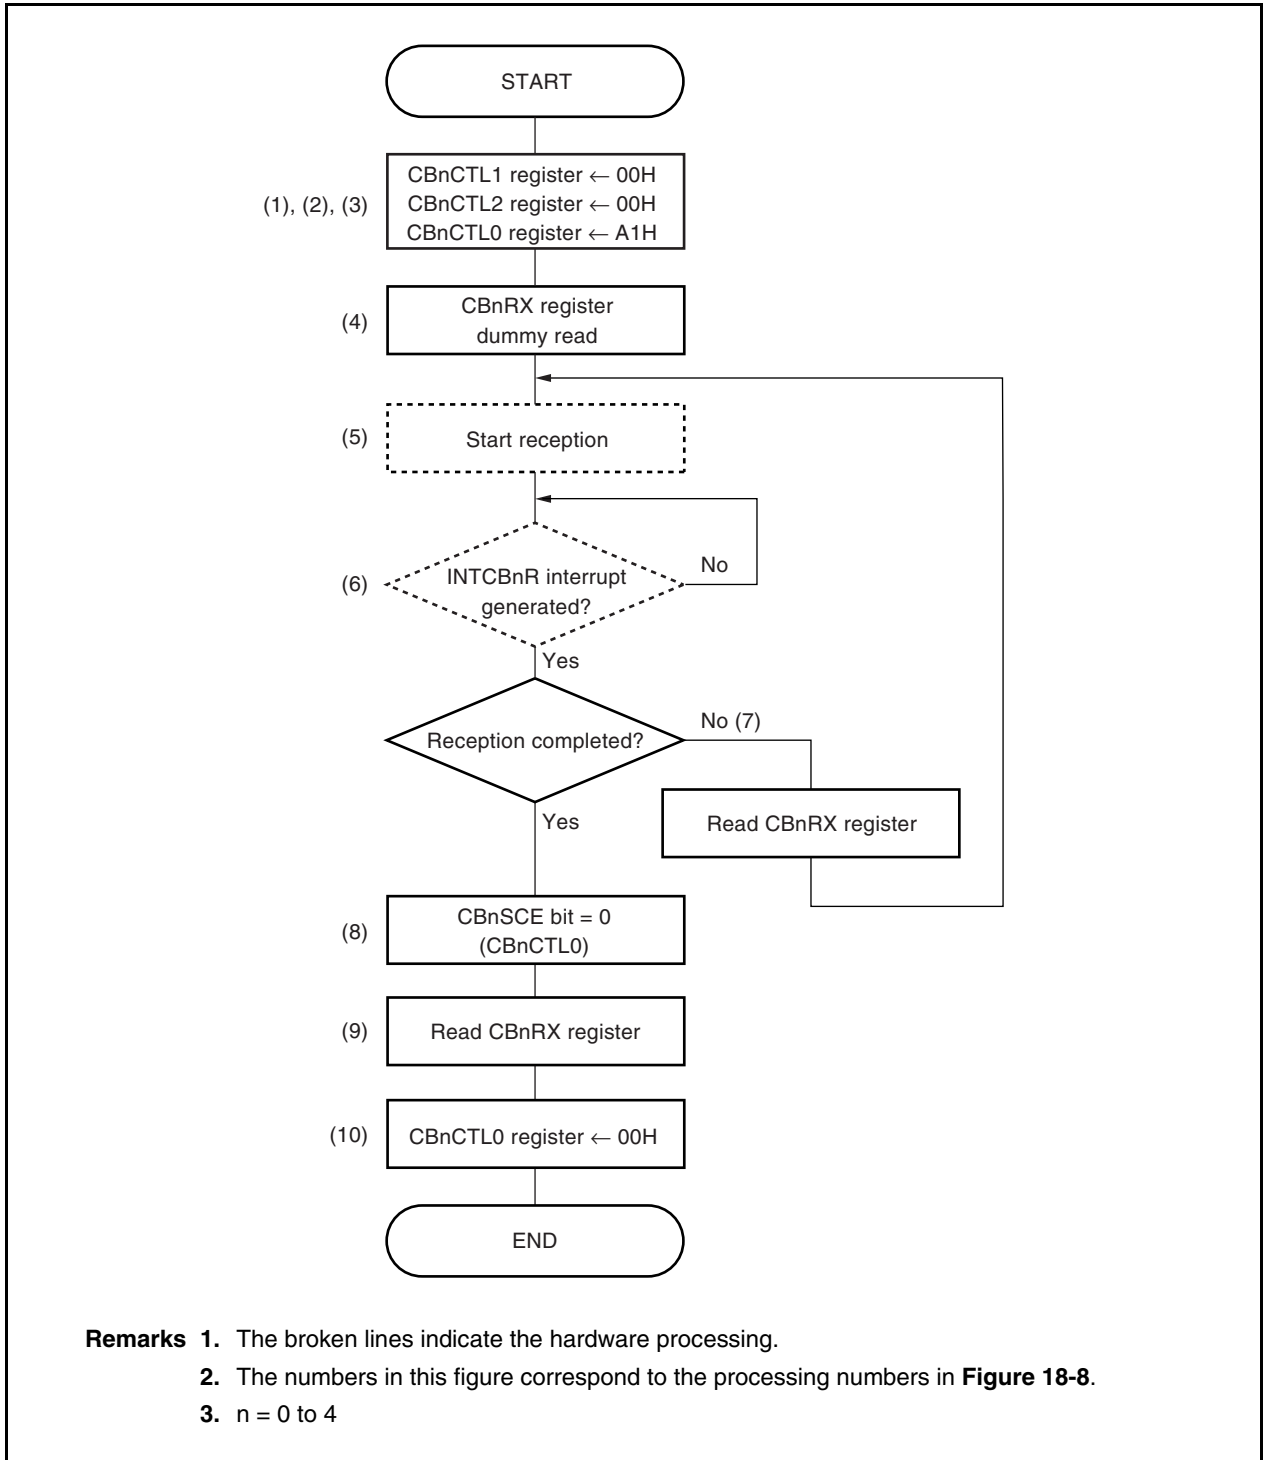 START
(1), (2), (3)
CBnCTL1 register ← 00H
CBnCTL2 register ← 00H
CBnCTL0 register ← A1H
(4)
CBnRX register
dummy read
(5)
Start reception
(6)
INTCBnR interrupt
generated?
No
Yes
Reception completed?
No (7)
Read CBnRX register
Yes
(8)
CBnSCE bit = 0
(CBnCTL0)
(9)
Read CBnRX register
(10)
CBnCTL0 register ← 00H
END
Remarks 1. The broken lines indicate the hardware processing.
2. The numbers in this figure correspond to the processing numbers in Figure 18-8.
3. n = 0 to 4